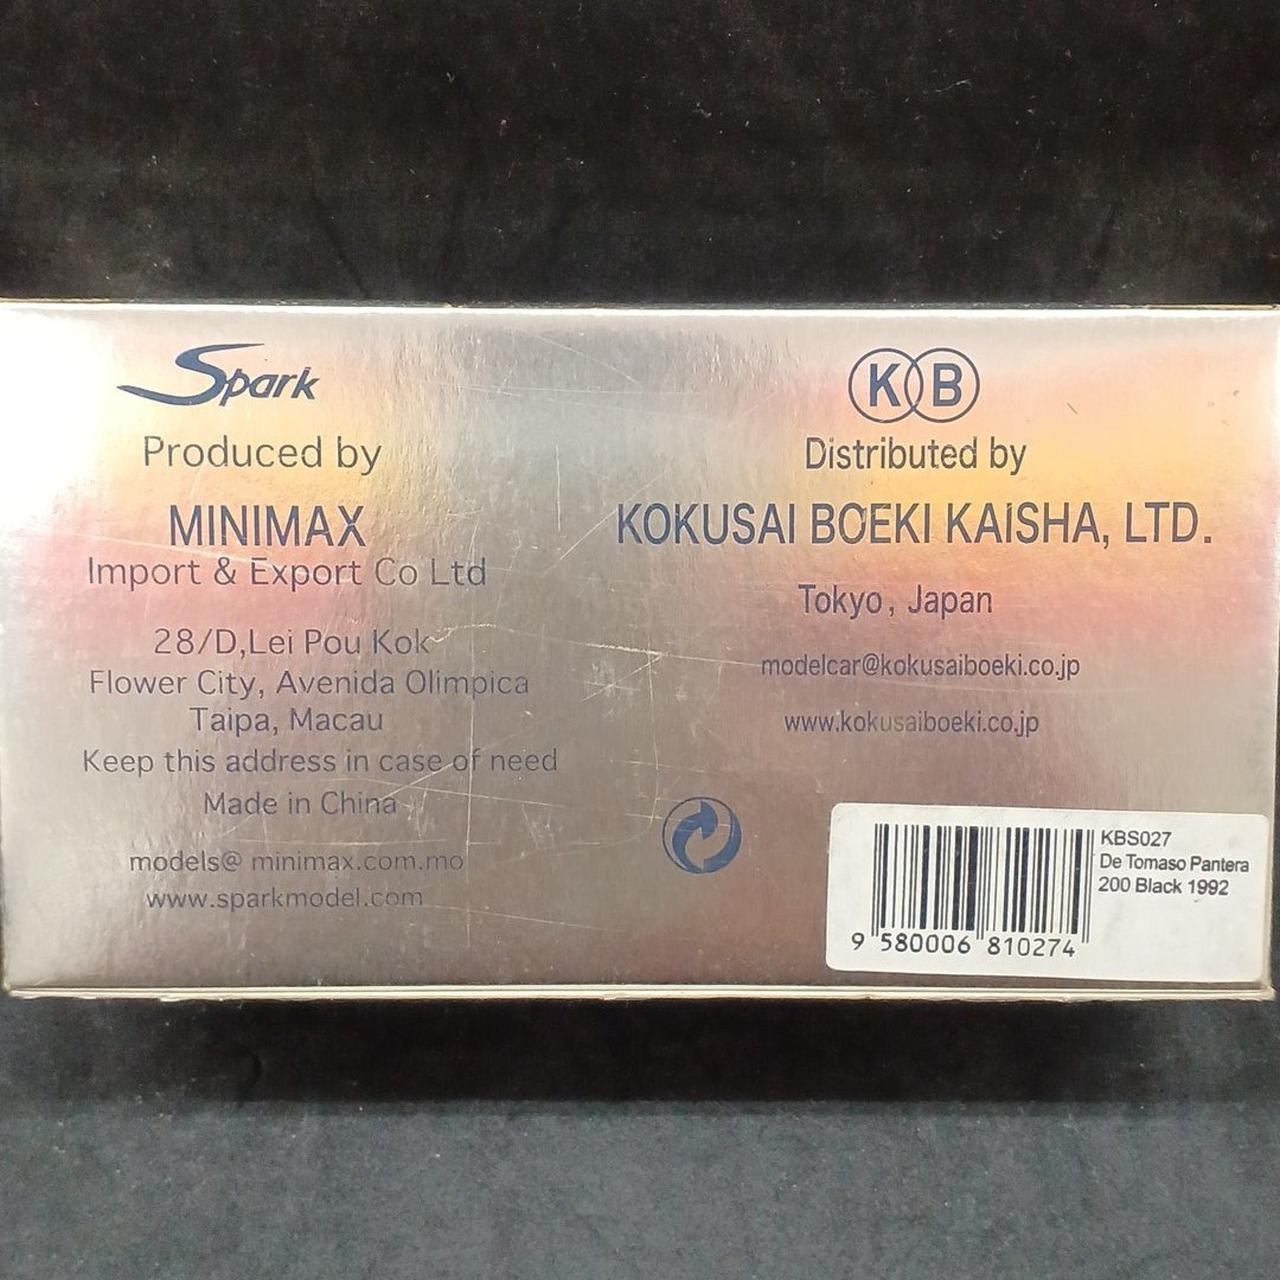 Spark
Produced by
MINIMAX
Import & Export Co Ltd
28/D,Lei Pou Kok
Flower City, Avenida Olimpica
Taipa, Macau
Keep this address in case of need
Made in China
models@ minimax.com.mo
www.sparkmodel.com
KB
Distributed by
KOKUSAI BOEKI KAISHA, LTD.
Tokyo, Japan
modelcar@kokusaiboeki.co.jp
www.kokusaiboeki.co.jp
KBS027
De Tomaso Pantera
200 Black 1992
9 580006 810274